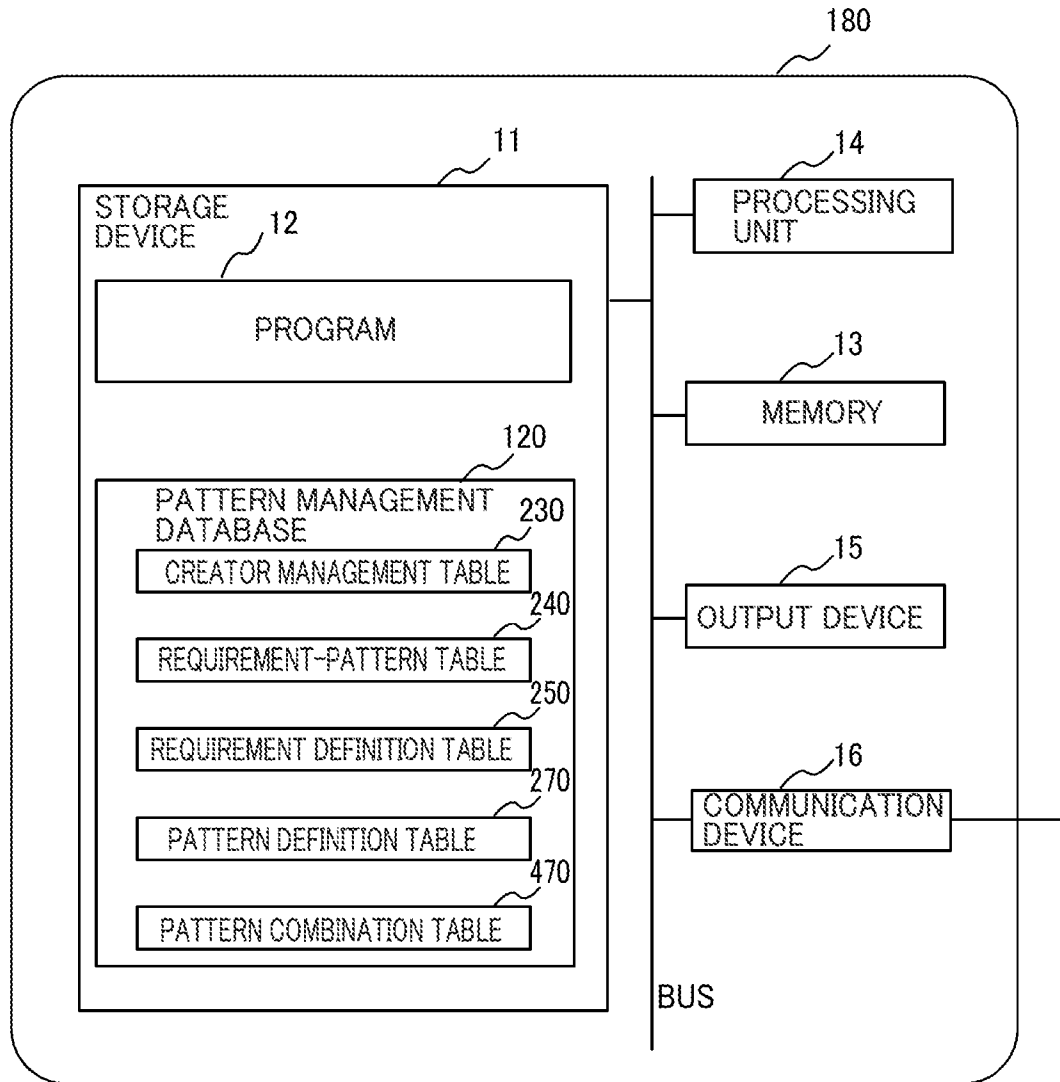 180
11
STORAGE
DEVICE
12
PROGRAM
120
PATTERN MANAGEMENT
DATABASE
230
CREATOR MANAGEMENT TABLE
240
REQUIREMENT-PATTERN TABLE
250
REQUIREMENT DEFINITION TABLE
270
PATTERN DEFINITION TABLE
470
PATTERN COMBINATION TABLE
14
PROCESSING
UNIT
13
MEMORY
15
OUTPUT DEVICE
16
COMMUNICATION
DEVICE
BUS